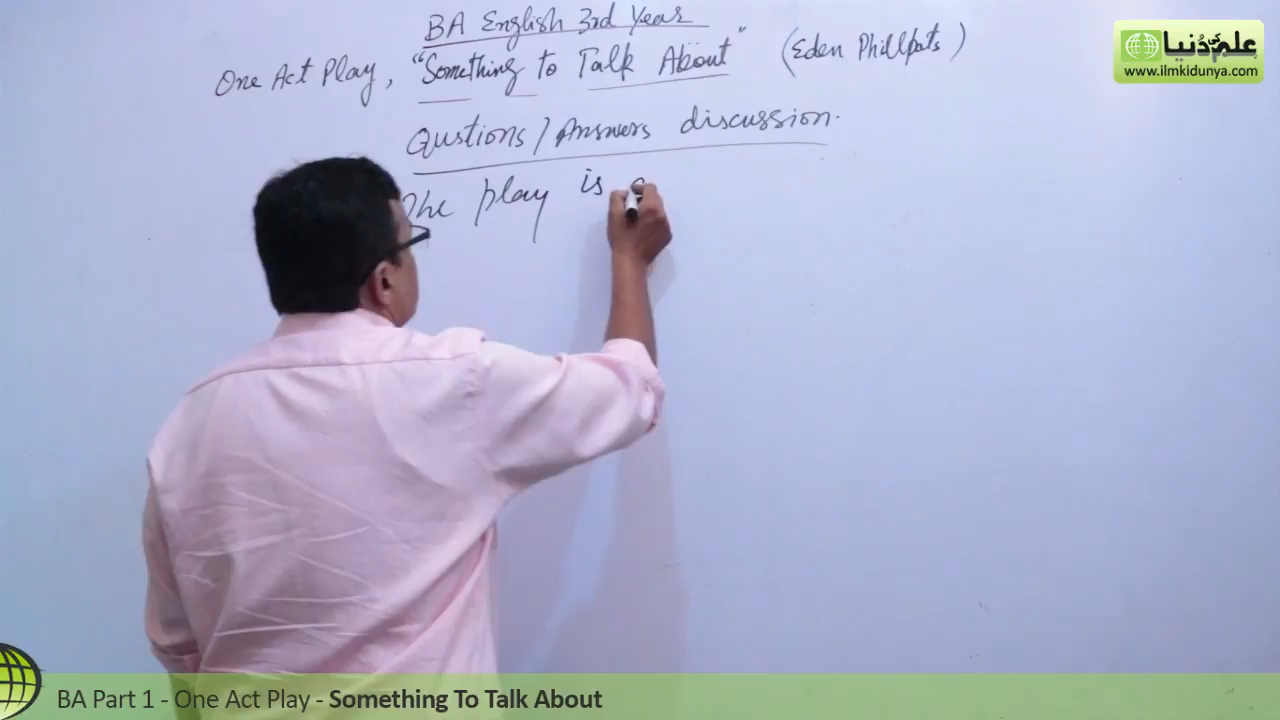 BA English 3rd Year
One Act Play, "Something to Talk About" (Eden Phillpats)
Qustions/Answers discussion.
The play is
علم کی دنیا
www.ilmkidunya.com
BA Part 1 - One Act Play - Something To Talk About